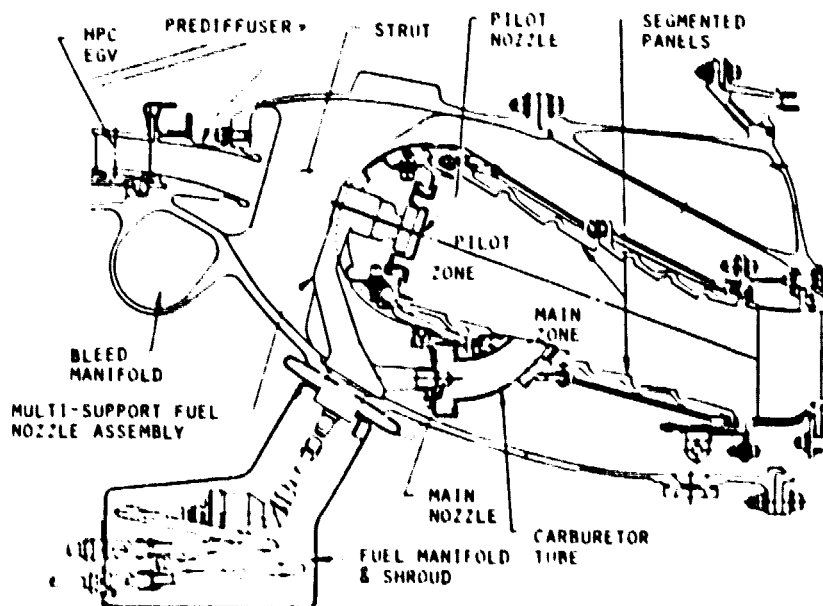 HPC
EGV
PREDIFFUSER
STRUT
PILOT
NOZZLE
SEGMENTED
PANELS
PILOT
ZONE
MAIN
ZONE
BLEED
MANIFOLD
MULTI-SUPPORT FUEL
NOZZLE ASSEMBLY
MAIN
NOZZLE
CARBURETOR
TUBE
FUEL MANIFOLD
& SHROUD